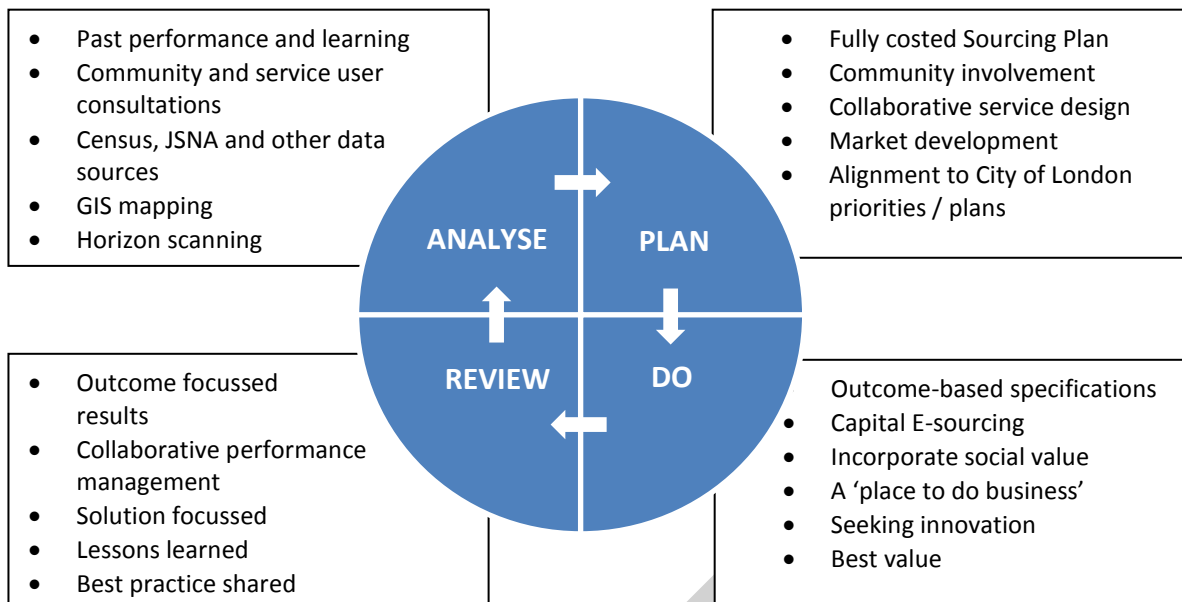 • Past performance and learning
• Community and service user
consultations
• Census, JSNA and other data
sources
• GIS mapping
• Horizon scanning
• Fully costed Sourcing Plan
• Community involvement
• Collaborative service design
• Market development
• Alignment to City of London
priorities / plans
ANALYSE
PLAN
REVIEW
DO
• Outcome focussed
results
• Collaborative performance
management
• Solution focussed
• Lessons learned
• Best practice shared
Outcome-based specifications
• Capital E-sourcing
• Incorporate social value
• A ‘place to do business’
• Seeking innovation
• Best value